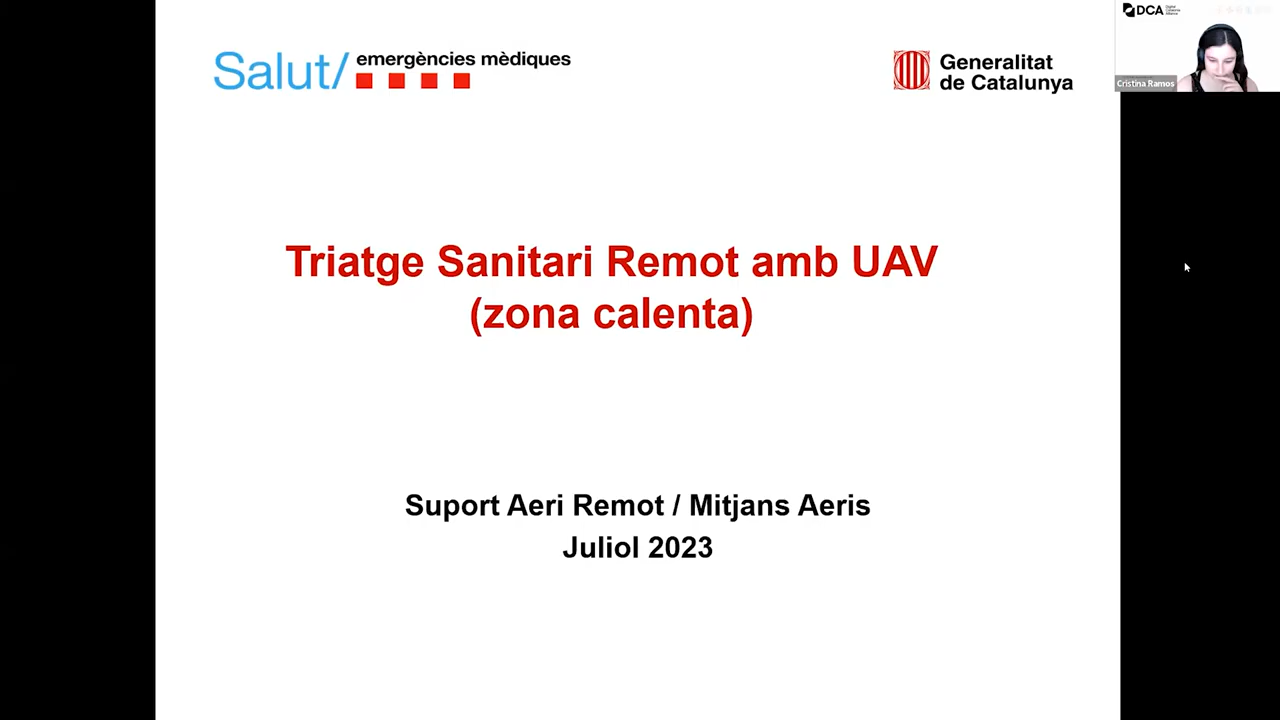 Salut/ emergències mèdiques
Generalitat
de Catalunya
DCA
Cristina Ramos
Triatge Sanitari Remot amb UAV
(zona calenta)
Suport Aeri Remot / Mitjans Aeris
Juliol 2023